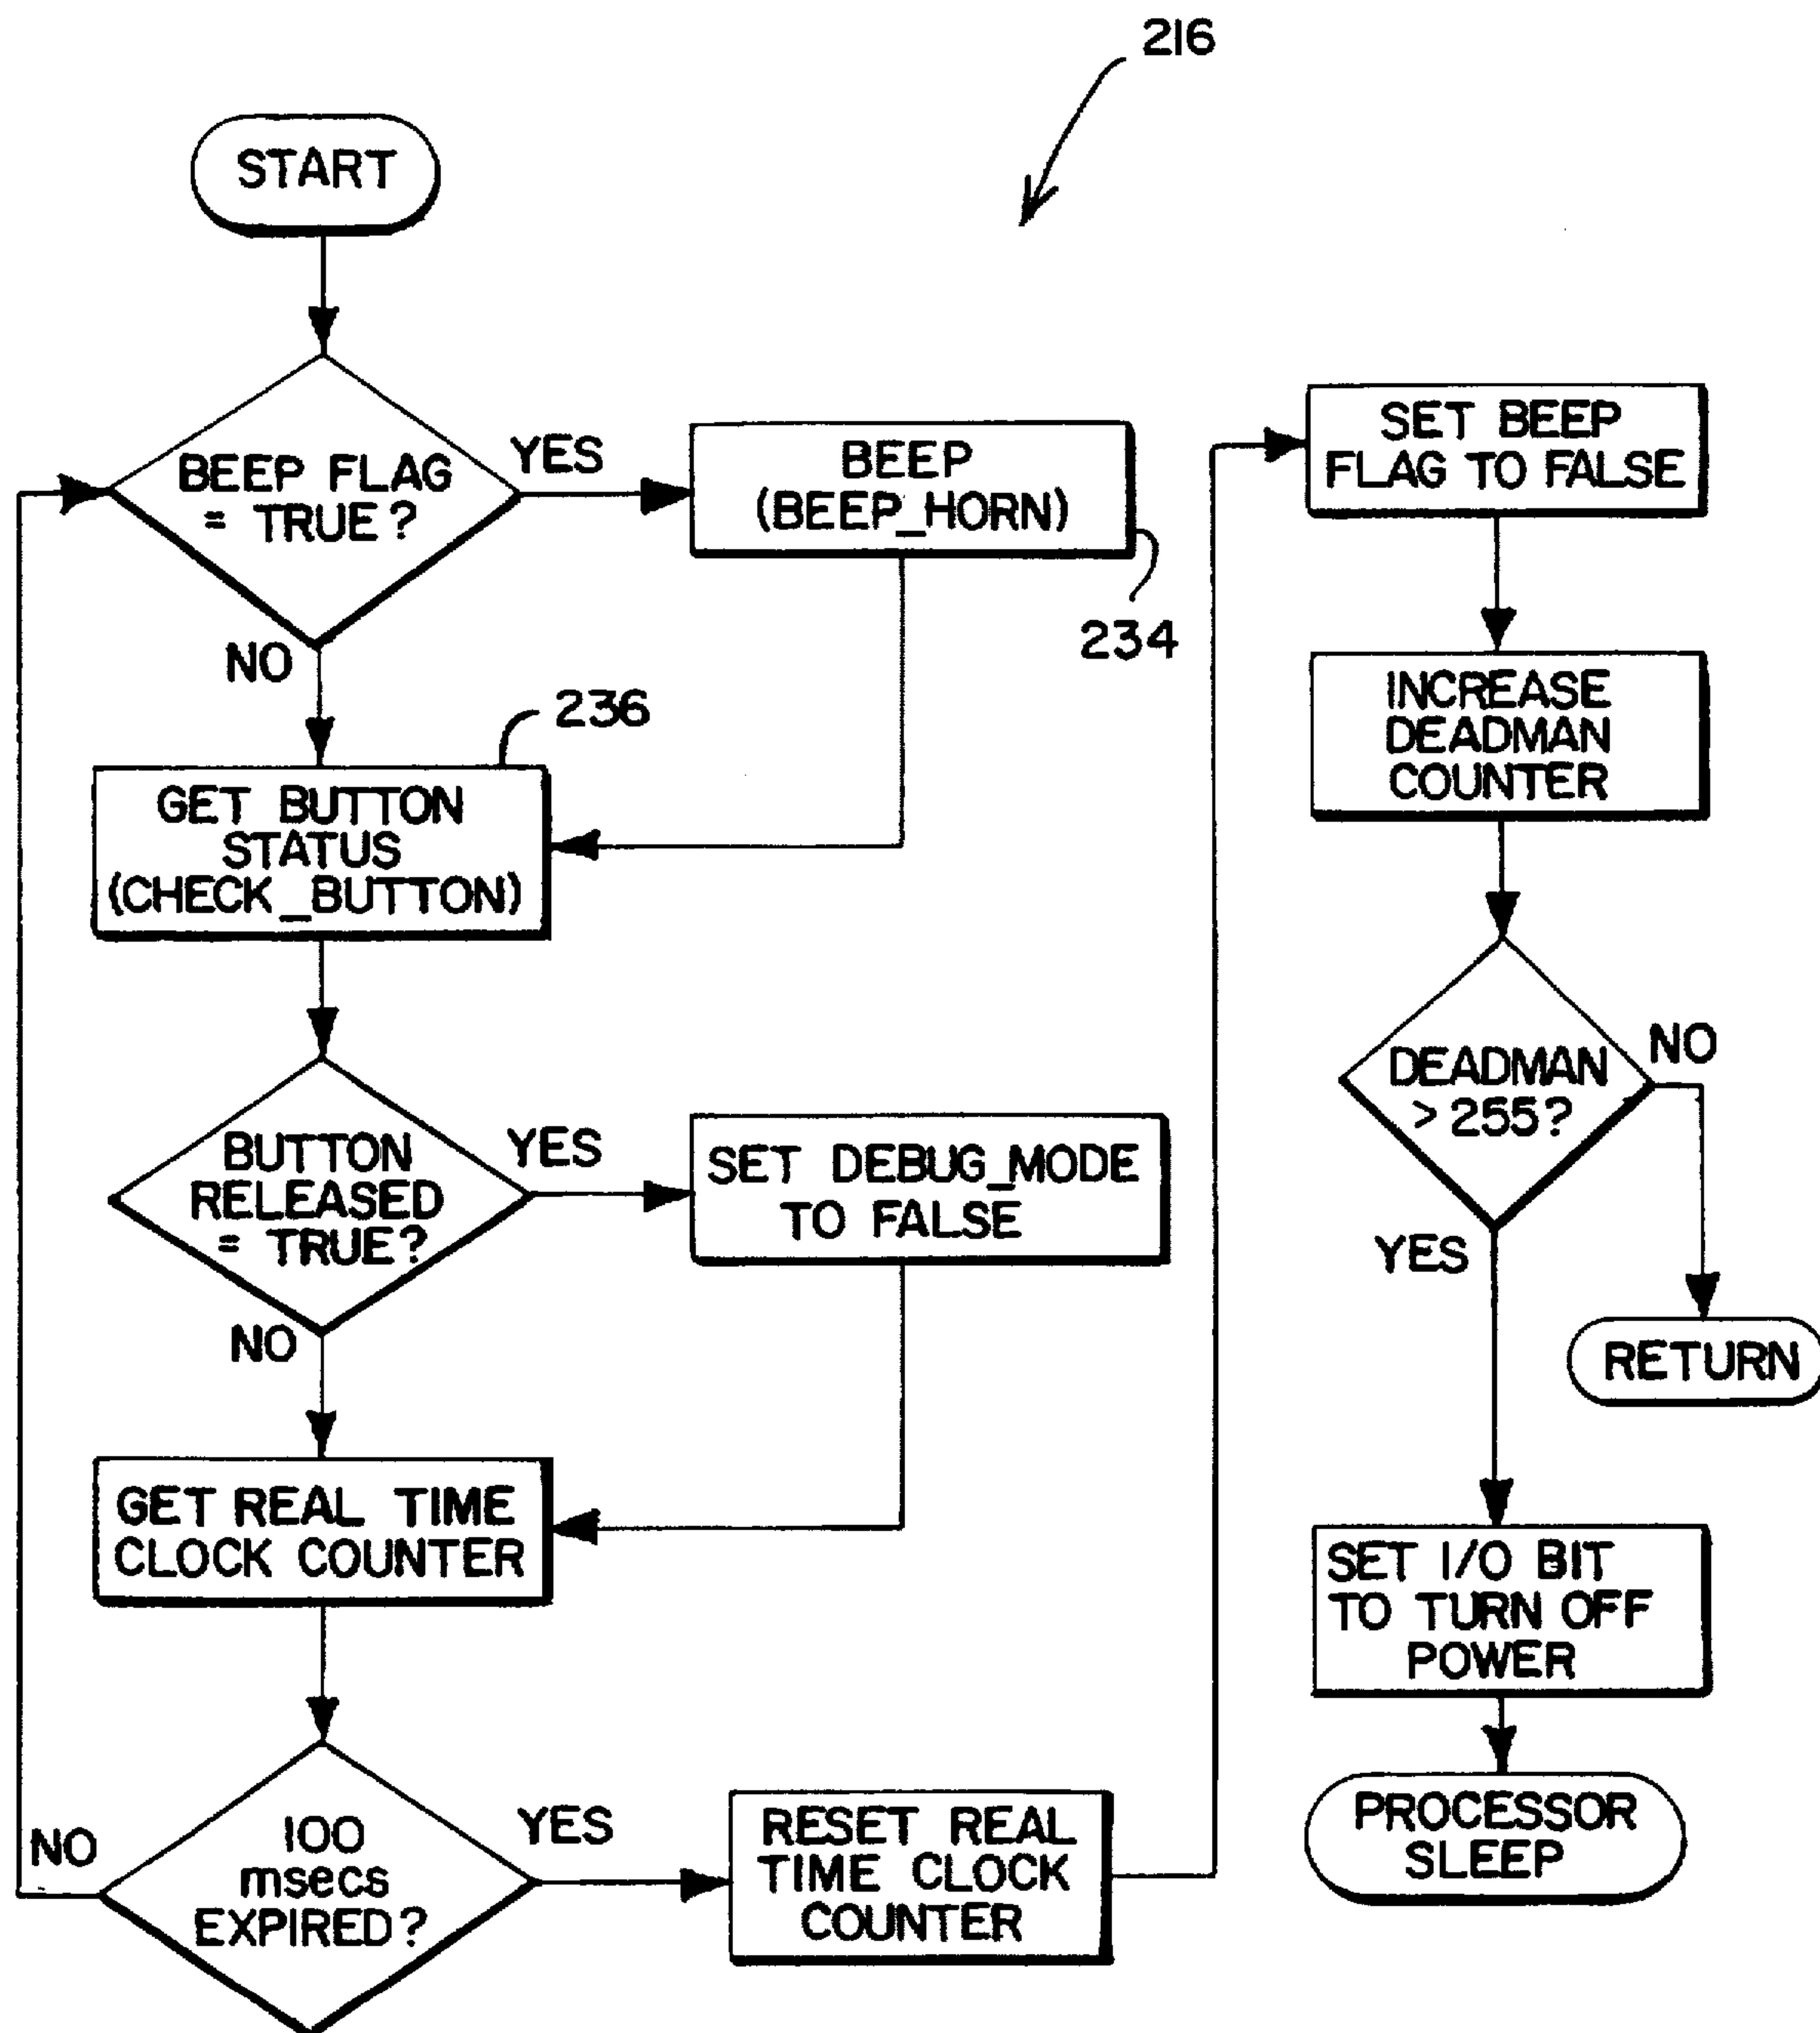 216
START
BEEP FLAG
= TRUE?
YES
NO
BEEP
(BEEP_HORN)
234
236
GET BUTTON
STATUS
(CHECK_BUTTON)
BUTTON
RELEASED
= TRUE?
YES
NO
SET DEBUG_MODE
TO FALSE
GET REAL TIME
CLOCK COUNTER
100
msecs
EXPIRED?
NO
YES
RESET REAL
TIME CLOCK
COUNTER
SET BEEP
FLAG TO FALSE
INCREASE
DEADMAN
COUNTER
DEADMAN
> 255?
NO
YES
RETURN
SET I/O BIT
TO TURN OFF
POWER
PROCESSOR
SLEEP